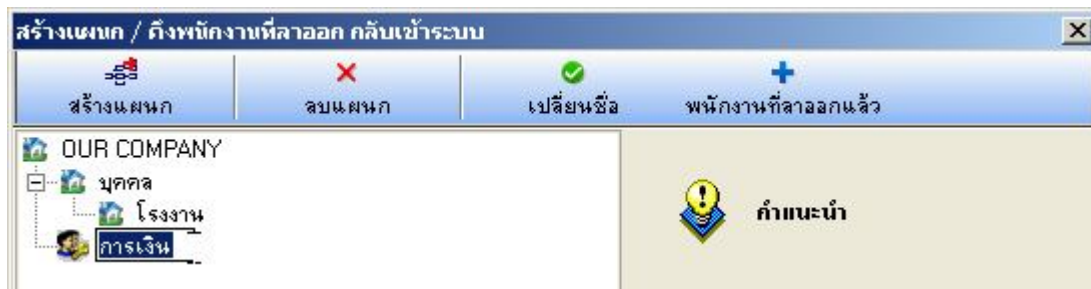 สร้างแผนก / ดึงพนักงานที่ลาออก กลับเข้าระบบ
สร้างแผนก ลบแผนก เปลี่ยนชื่อ พนักงานที่ลาออกแล้ว
OUR COMPANY
บุคคล
โรงงาน
การเงิน
คำแนะนำ